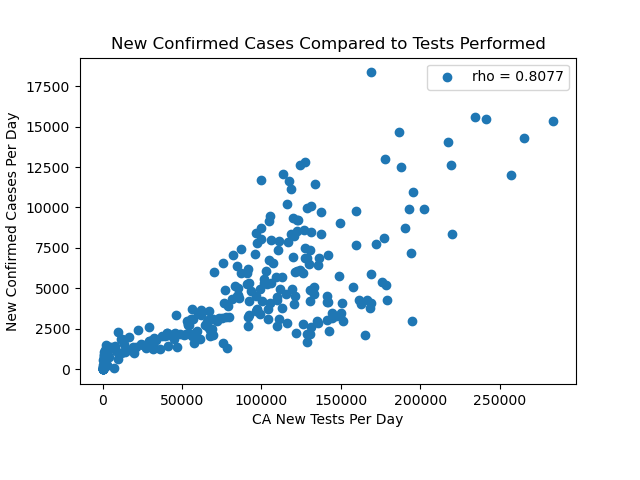 New Confirmed Cases Compared to Tests Performed
rho = 0.8077
New Confirmed Caeses Per Day
17500
15000
12500
10000
7500
5000
2500
0
0 50000 100000 150000 200000 250000
CA New Tests Per Day